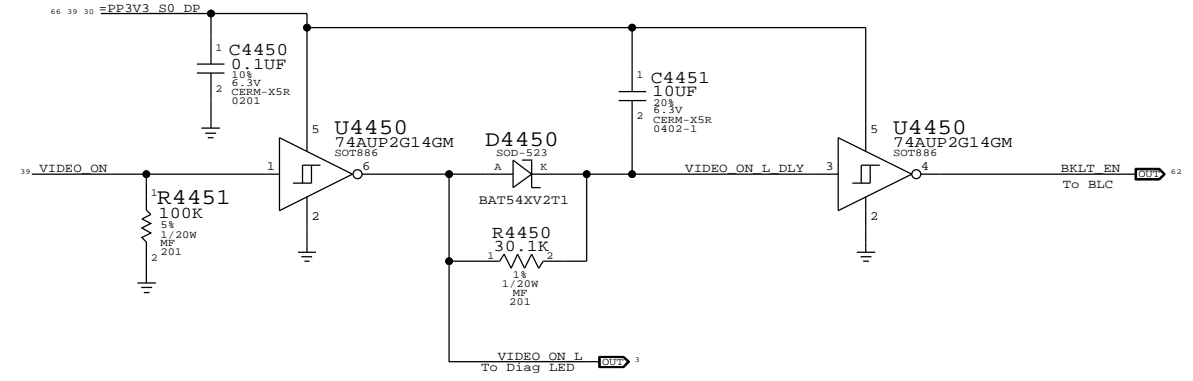 66 39 30 =PP3V3_S0_DP
1 C4450
0.1UF
10%
6.3V
2 CERM-X5R
0201
1 C4451
10UF
20%
6.3V
2 CERM-X5R
0402-1
5 U4450
74AUP2G14GM
SOT886
D4450
SOD-523
A K
BAT54XV2T1
5 U4450
74AUP2G14GM
SOT886
39 VIDEO_ON 1 6
VIDEO_ON_L_DLY 3 4
BKLT_EN OUT 62
To BLC
1 R4451
100K
5%
1/20W
MF
2 201
2
2
R4450
30.1K
1 2
1%
1/20W
MF
201
VIDEO_ON_L OUT 3
To Diag LED